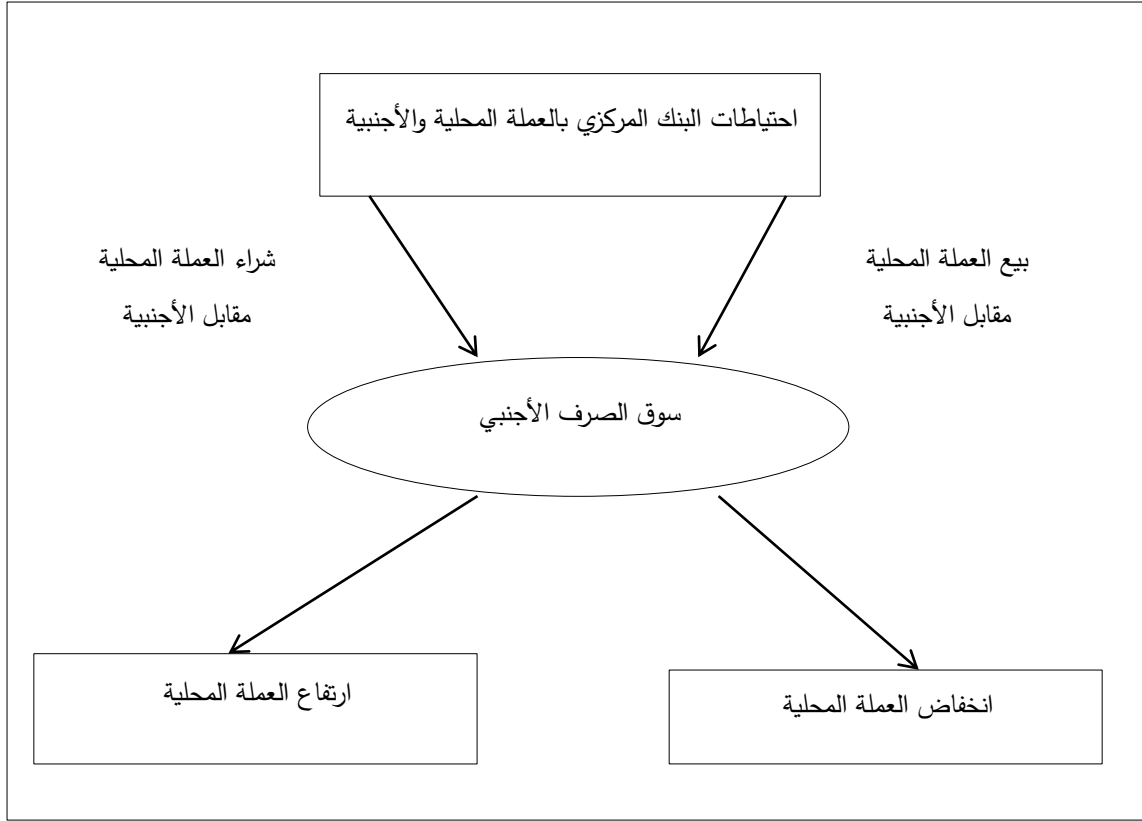 احتياطات البنك المركزي بالعملة المحلية والأجنبية
بيع العملة المحلية
مقابل الأجنبية
شراء العملة المحلية
مقابل الأجنبية
سوق الصرف الأجنبي
انخفاض العملة المحلية
ارتفاع العملة المحلية